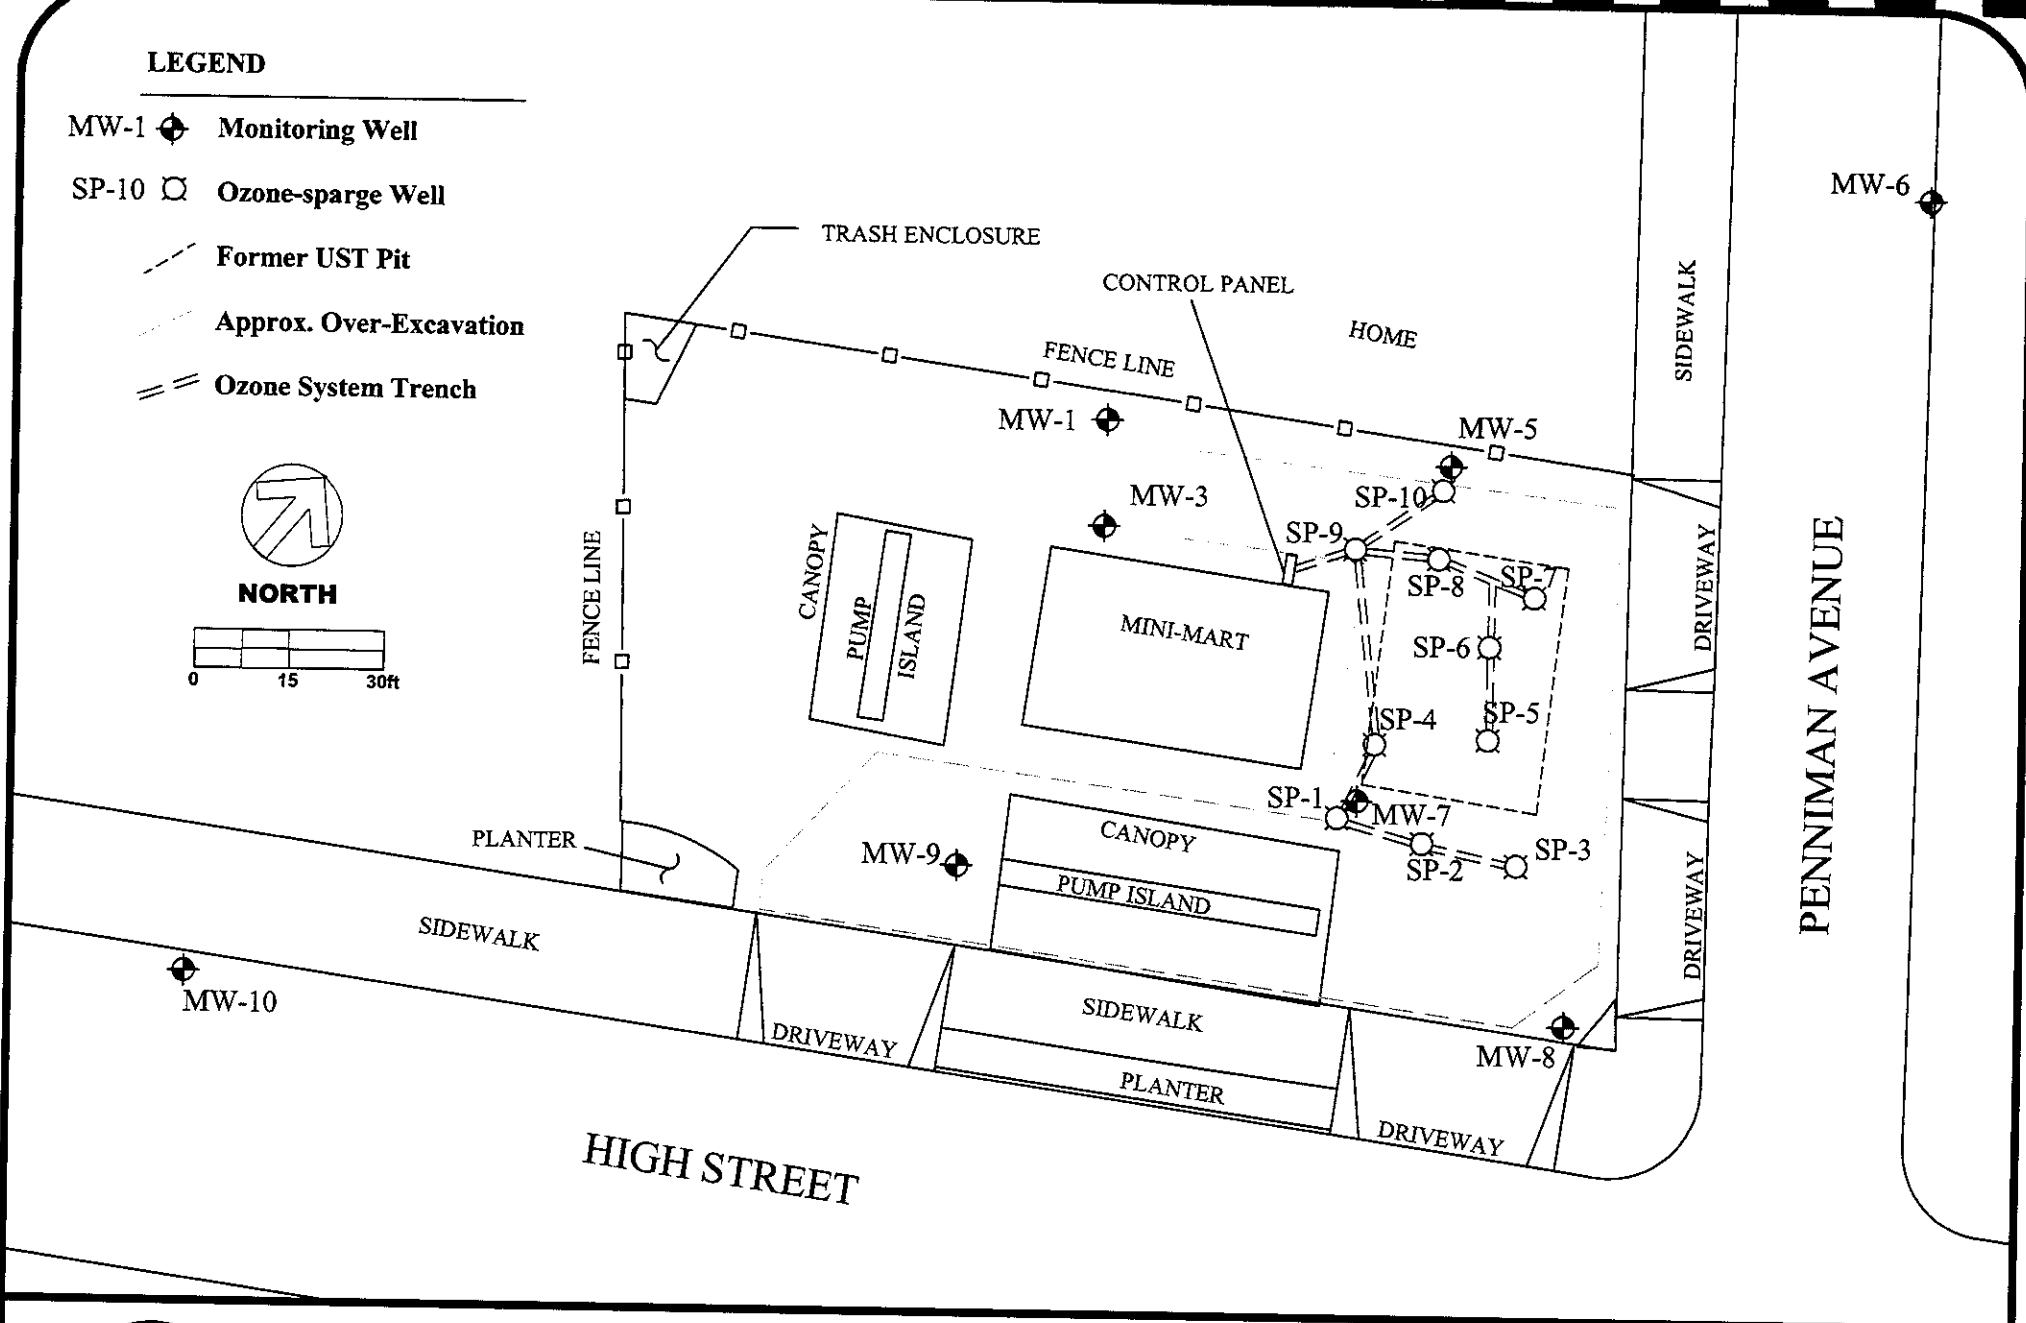 LEGEND
MW-1 Monitoring Well
SP-10 Ozone-sparge Well
Former UST Pit
Approx. Over-Excavation
Ozone System Trench
NORTH
0 15 30ft
TRASH ENCLOSURE
CONTROL PANEL
HOME
FENCE LINE
MW-6
SIDEWALK
MW-1
MW-5
MW-3
SP-10
SP-9
SP-8
SP-7
FENCE LINE
CANOPY
PUMP
ISLAND
MINI-MART
SP-6
SP-5
SP-4
DRIVEWAY
PENNIMAN AVENUE
SP-1
MW-7
SP-2
SP-3
PLANTER
MW-9
CANOPY
PUMP ISLAND
DRIVEWAY
SIDEWALK
MW-10
DRIVEWAY
SIDEWALK
PLANTER
MW-8
DRIVEWAY
HIGH STREET